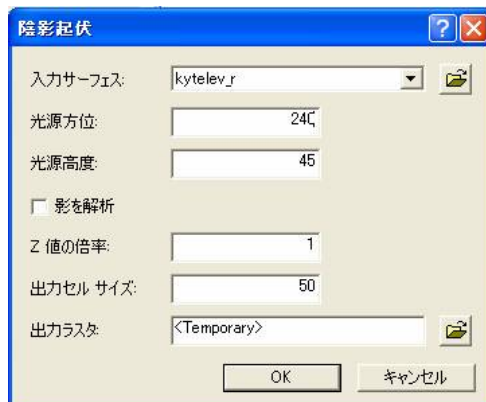 陰影起伏
入力サーフェス: kytelev_r
光源方位: 240
光源高度: 45
影を解析
Z 値の倍率: 1
出力セル サイズ: 50
出力ラスタ: <Temporary>
OK キャンセル